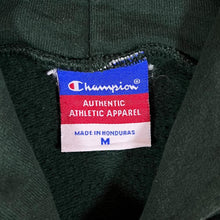 Champion
AUTHENTIC
ATHLETIC APPAREL
MADE IN HONDURAS
M